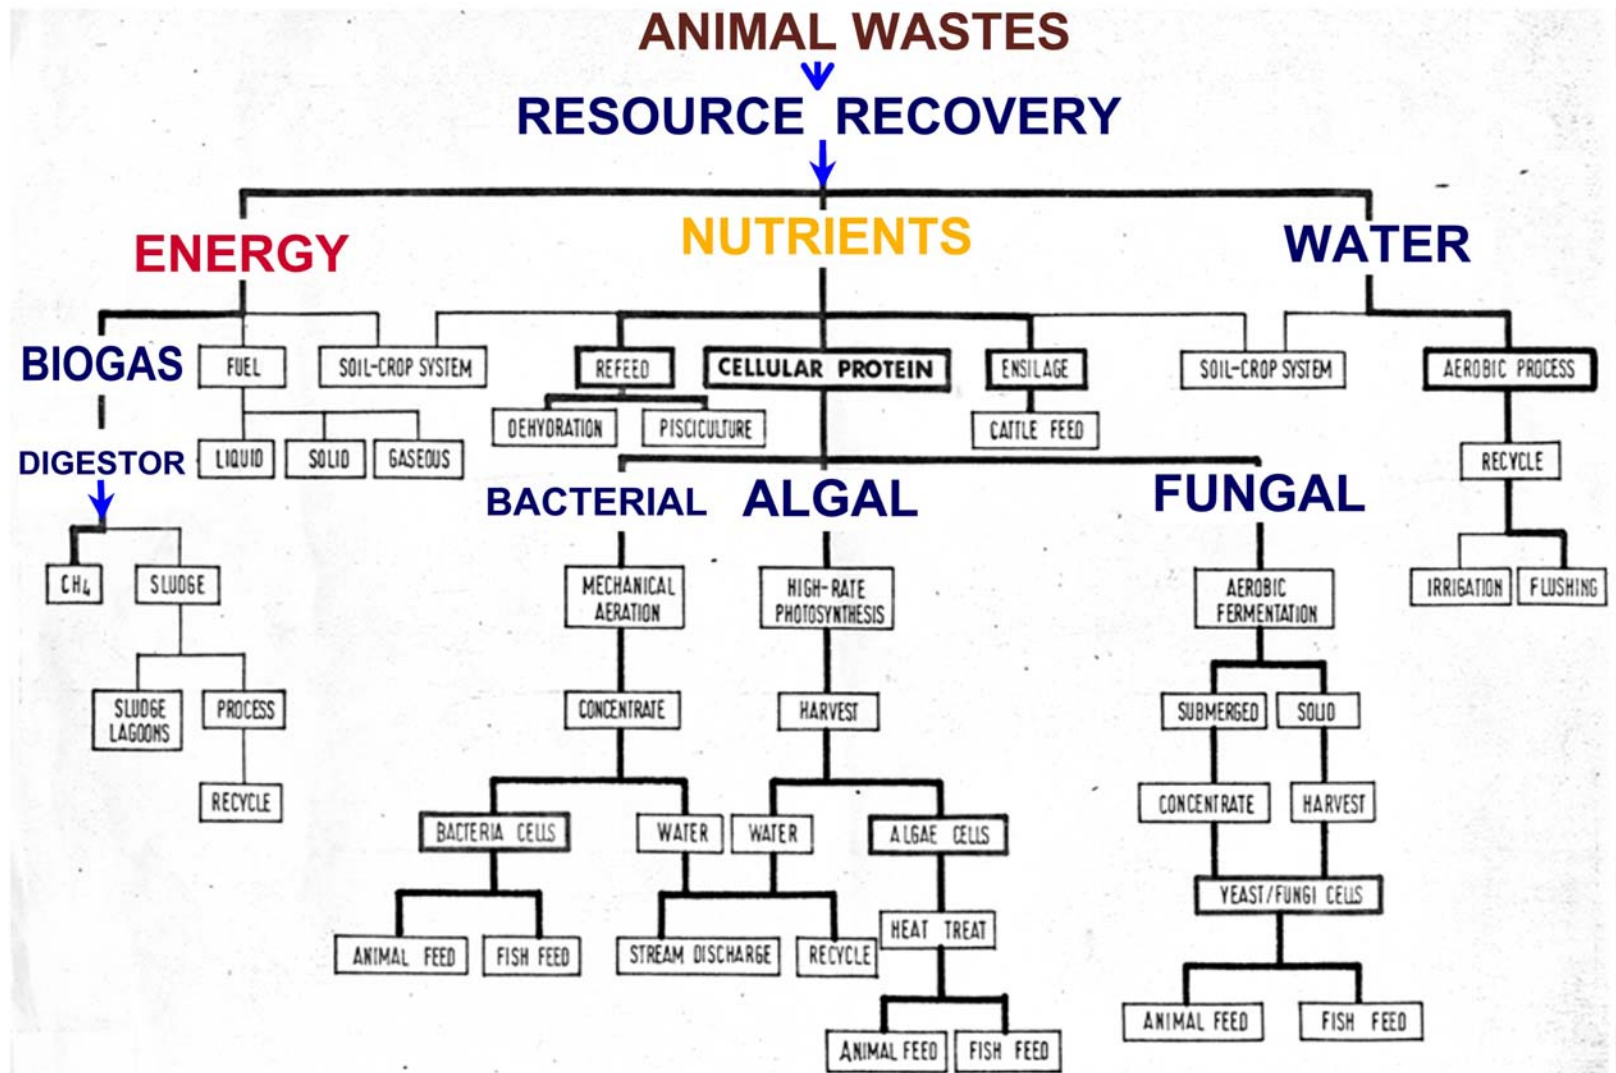 ANIMAL WASTES
RESOURCE RECOVERY
ENERGY
NUTRIENTS
WATER
BIOGAS
FUEL
SOIL-CROP SYSTEM
REFEED
CELLULAR PROTEIN
ENSILAGE
SOIL-CROP SYSTEM
AEROBIC PROCESS
DEHYDRATION
PISCICULTURE
CATTLE FEED
DIGESTOR
LIQUID
SOLID
GASEOUS
RECYCLE
BACTERIAL
ALGAL
FUNGAL
CH4
SLUDGE
MECHANICAL
AERATION
HIGH-RATE
PHOTOSYNTHESIS
AEROBIC
FERMENTATION
IRRIGATION
FLUSHING
SLUDGE
LAGOONS
PROCESS
CONCENTRATE
HARVEST
SUBMERGED
SOLID
RECYCLE
CONCENTRATE
HARVEST
BACTERIA CELLS
WATER
WATER
ALGAE CELLS
YEAST/FUNGI CELLS
HEAT TREAT
ANIMAL FEED
FISH FEED
STREAM DISCHARGE
RECYCLE
ANIMAL FEED
FISH FEED
ANIMAL FEED
FISH FEED